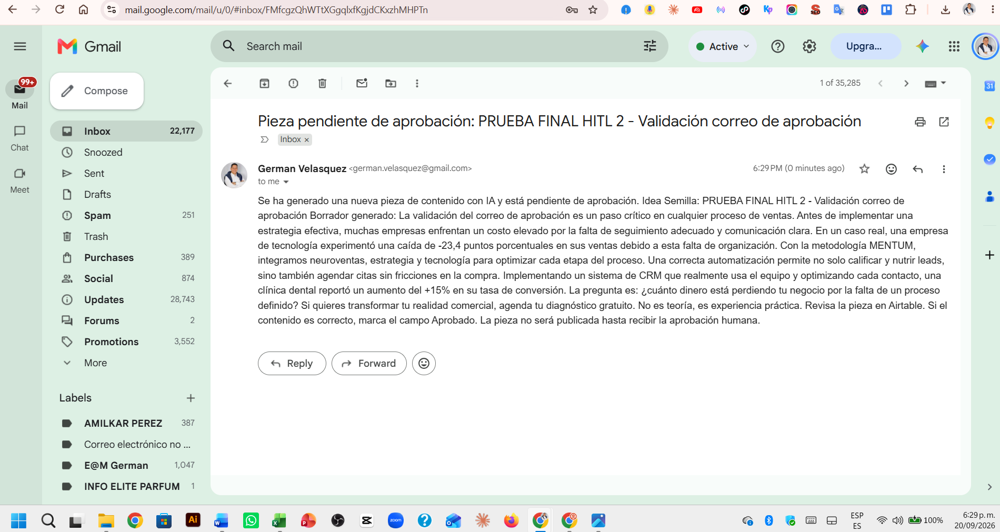 mail.google.com/mail/u/0/#inbox/FMfcgzQhWTtXGgqlxfKgjdCKxzhMHPTn
Gmail
Search mail
Active
Upgra...
99+
Mail
Chat
Meet
Compose
Inbox 22,177
Snoozed
Sent
Drafts
Spam 251
Trash
Purchases 389
Social 874
Updates 28,743
Forums 2
Promotions 3,552
More
Labels
AMILKAR PEREZ 387
Correo electrónico no ...
E@M German 1,047
INFO ELITE PARFUM 1
1 of 35,285
Pieza pendiente de aprobación: PRUEBA FINAL HITL 2 - Validación correo de aprobación
Inbox ×
German Velasquez <german.velasquez@gmail.com>
6:29 PM (0 minutes ago)
to me
Se ha generado una nueva pieza de contenido con IA y está pendiente de aprobación. Idea Semilla: PRUEBA FINAL HITL 2 - Validación correo de
aprobación Borrador generado: La validación del correo de aprobación es un paso crítico en cualquier proceso de ventas. Antes de implementar una
estrategia efectiva, muchas empresas enfrentan un costo elevado por la falta de seguimiento adecuado y comunicación clara. En un caso real, una empresa
de tecnología experimentó una caída de -23,4 puntos porcentuales en sus ventas debido a esta falta de organización. Con la metodología MENTUM,
integramos neuroventas, estrategia y tecnología para optimizar cada etapa del proceso. Una correcta automatización permite no solo calificar y nutrir leads,
sino también agendar citas sin fricciones en la compra. Implementando un sistema de CRM que realmente usa el equipo y optimizando cada contacto, una
clínica dental reportó un aumento del +15% en su tasa de conversión. La pregunta es: ¿cuánto dinero está perdiendo tu negocio por la falta de un proceso
definido? Si quieres transformar tu realidad comercial, agenda tu diagnóstico gratuito. No es teoría, es experiencia práctica. Revisa la pieza en Airtable. Si el
contenido es correcto, marca el campo Aprobado. La pieza no será publicada hasta recibir la aprobación humana.
Reply
Forward
31
SEO
Kp
Ai
zoom
ESP
ES
100%
6:29 p. m.
20/09/2026